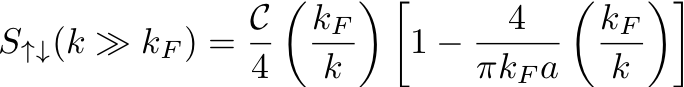 $S_{\uparrow\downarrow}(k \gg k_F) = \frac{\mathcal{C}}{4} \left( \frac{k_F}{k} \right) \left[ 1 - \frac{4}{\pi k_F a} \left( \frac{k_F}{k} \right) \right]$